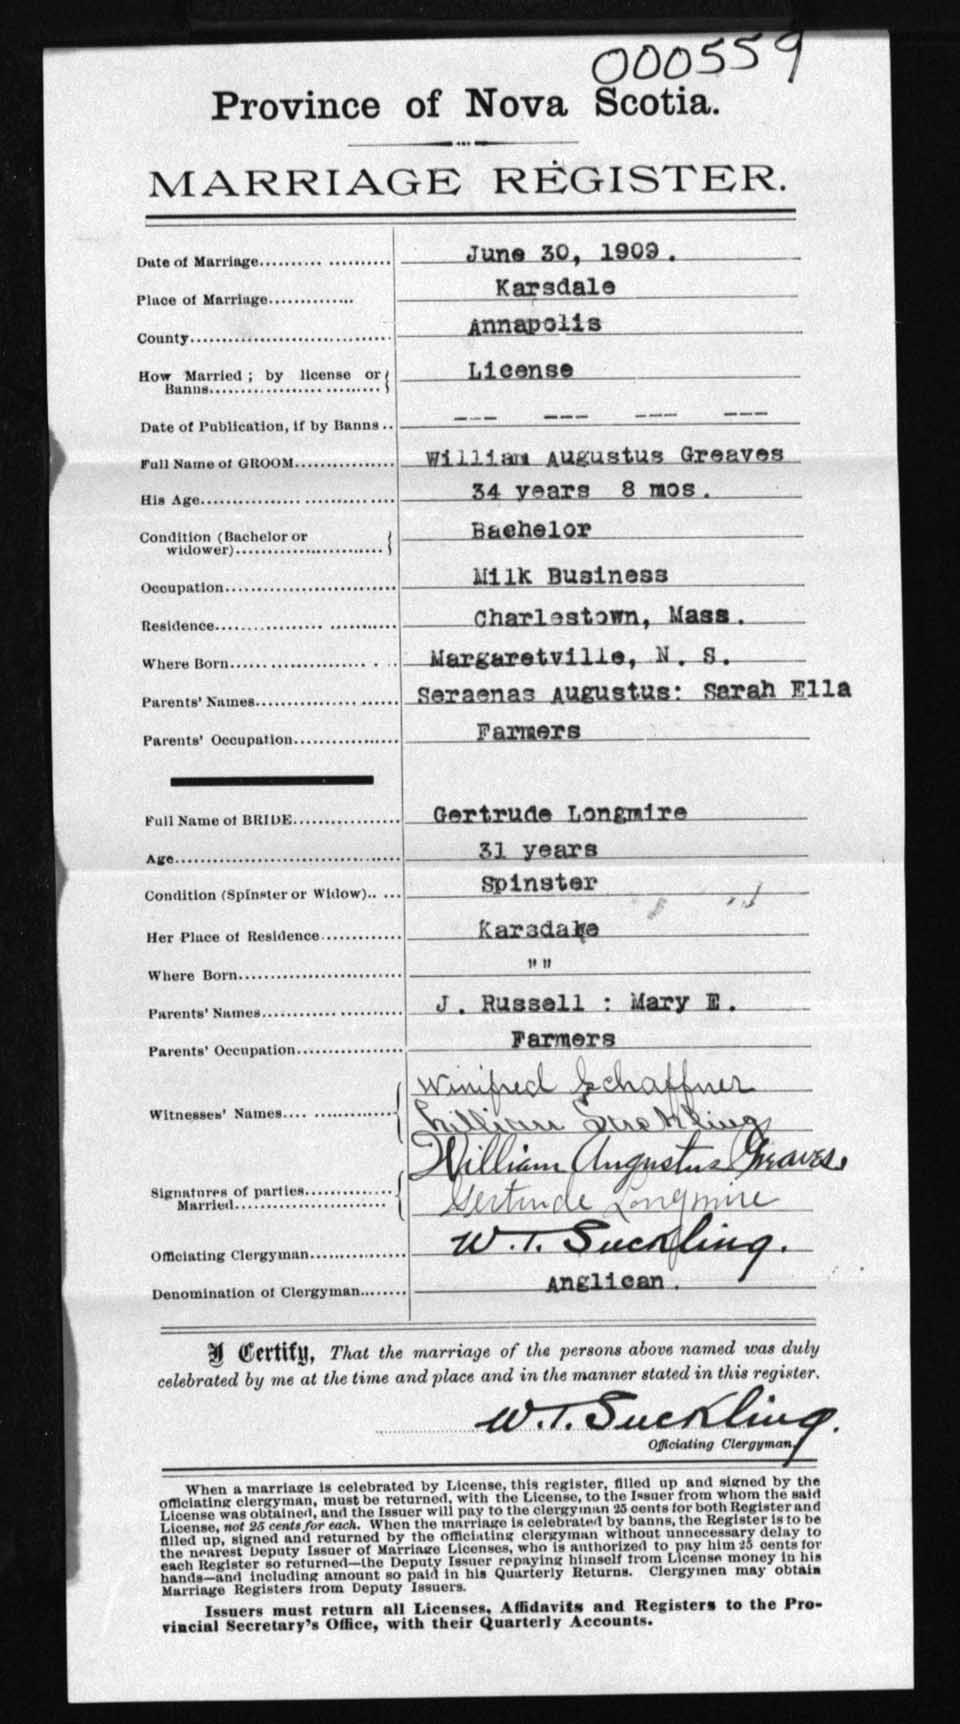 000559
Province of Nova Scotia.
MARRIAGE REGISTER.
Date of Marriage.......... ........... June 30, 1909.
Place of Marriage.............. Karsdale
County.................................. Annapolis
How Married ; by license or
Banns.................................. License
Date of Publication, if by Banns .. --- --- --- ---
Full Name of GROOM................ William Augustus Greaves
His Age.................................. 34 years 8 mos.
Condition (Bachelor or
widower).............................. Bachelor
Occupation.............................. Milk Business
Residence.............................. Charlestown, Mass.
Where Born.............................. Margaretville, N. S.
Parents' Names........................ Seraenas Augustus: Sarah Ella
Parents' Occupation.................. Farmers
Full Name of BRIDE.................. Gertrude Longmire
Age.................................. 31 years
Condition (Spinster or Widow)..... Spinster
Her Place of Residence.............. Karsdale
Where Born.............................. " "
Parents' Names........................ J. Russell : Mary E.
Parents' Occupation.................. Farmers
Winifred Schaffner
Witnesses' Names.... ..............
Lillian Suckling
William Augustus Greaves.
Signatures of parties..............
Married.............................. Gertrude Longmire
Officiating Clergyman................ W. T. Suckling.
Denomination of Clergyman........ Anglican.
I Certify, That the marriage of the persons above named was duly
celebrated by me at the time and place and in the manner stated in this register.
W. T. Suckling.
Officiating Clergyman.
When a marriage is celebrated by License, this register, filled up and signed by the
officiating clergyman, must be returned, with the License, to the Issuer from whom the said
License was obtained, and the Issuer will pay to the clergyman 25 cents for both Register and
License, not 25 cents for each. When the marriage is celebrated by banns, the Register is to be
filled up, signed and returned by the officiating clergyman without unnecessary delay to
the nearest Deputy Issuer of Marriage Licenses, who is authorized to pay him 25 cents for
each Register so returned—the Deputy Issuer repaying himself from License money in his
hands—and including amount so paid in his Quarterly Returns. Clergymen may obtain
Marriage Registers from Deputy Issuers.
Issuers must return all Licenses, Affidavits and Registers to the Pro-
vincial Secretary's Office, with their Quarterly Accounts.